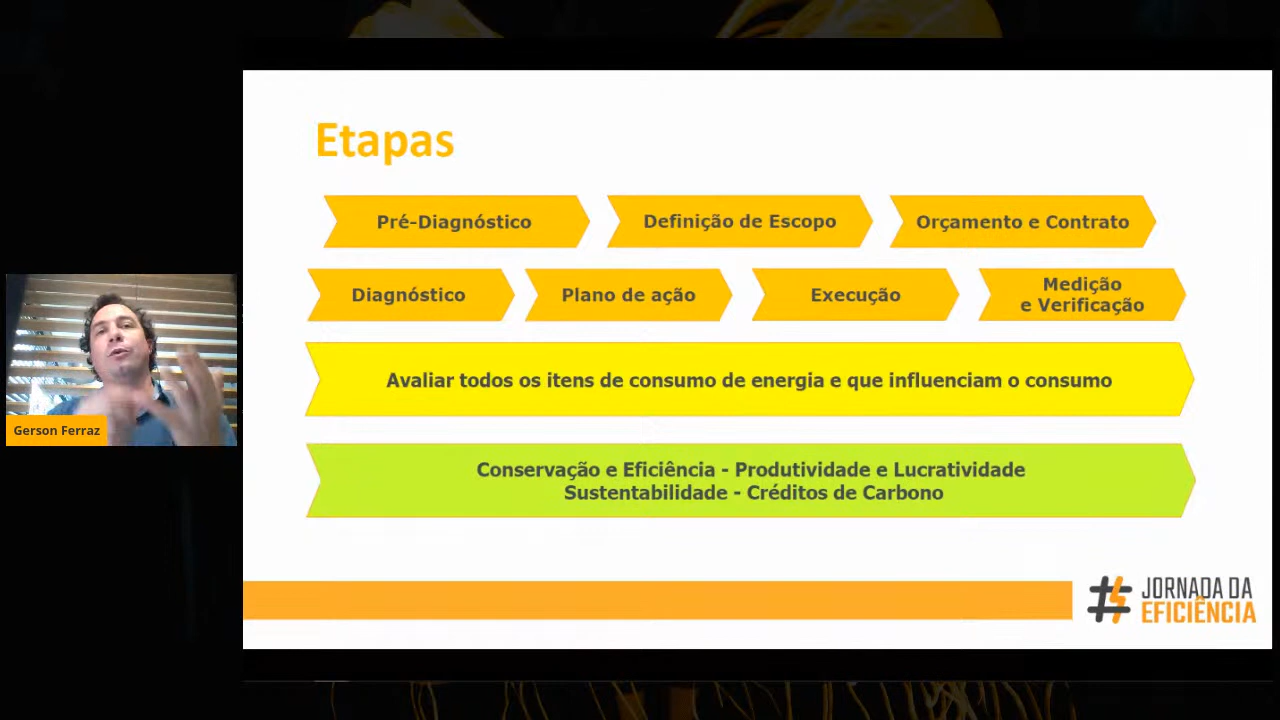 Etapas
Pré-Diagnóstico
Definição de Escopo
Orçamento e Contrato
Diagnóstico
Plano de ação
Execução
Medição
e Verificação
Avaliar todos os itens de consumo de energia e que influenciam o consumo
Conservação e Eficiência - Produtividade e Lucratividade
Sustentabilidade - Créditos de Carbono
Gerson Ferraz
JORNADA DA
EFICIÊNCIA